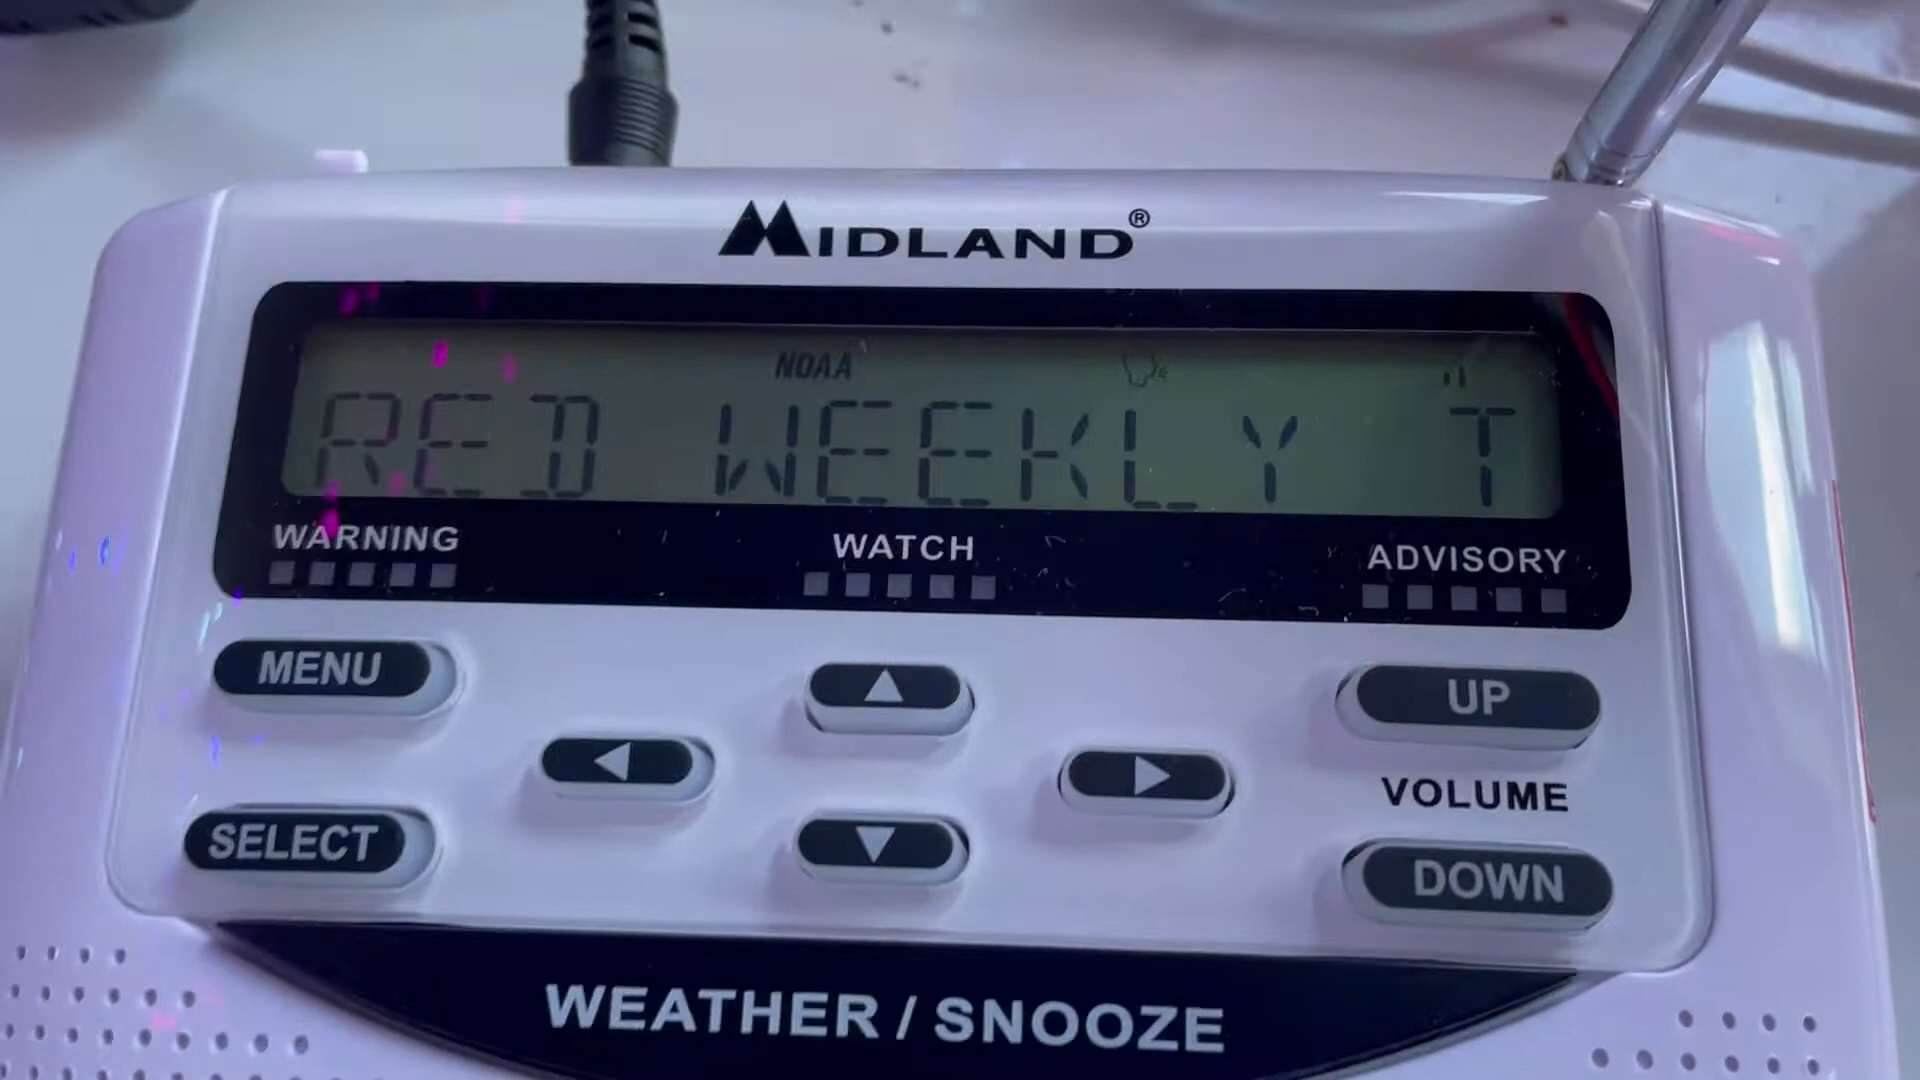 MIDLAND®
NOAA
RED WEEKLY T
WARNING WATCH ADVISORY
MENU
UP
VOLUME
SELECT
DOWN
WEATHER / SNOOZE